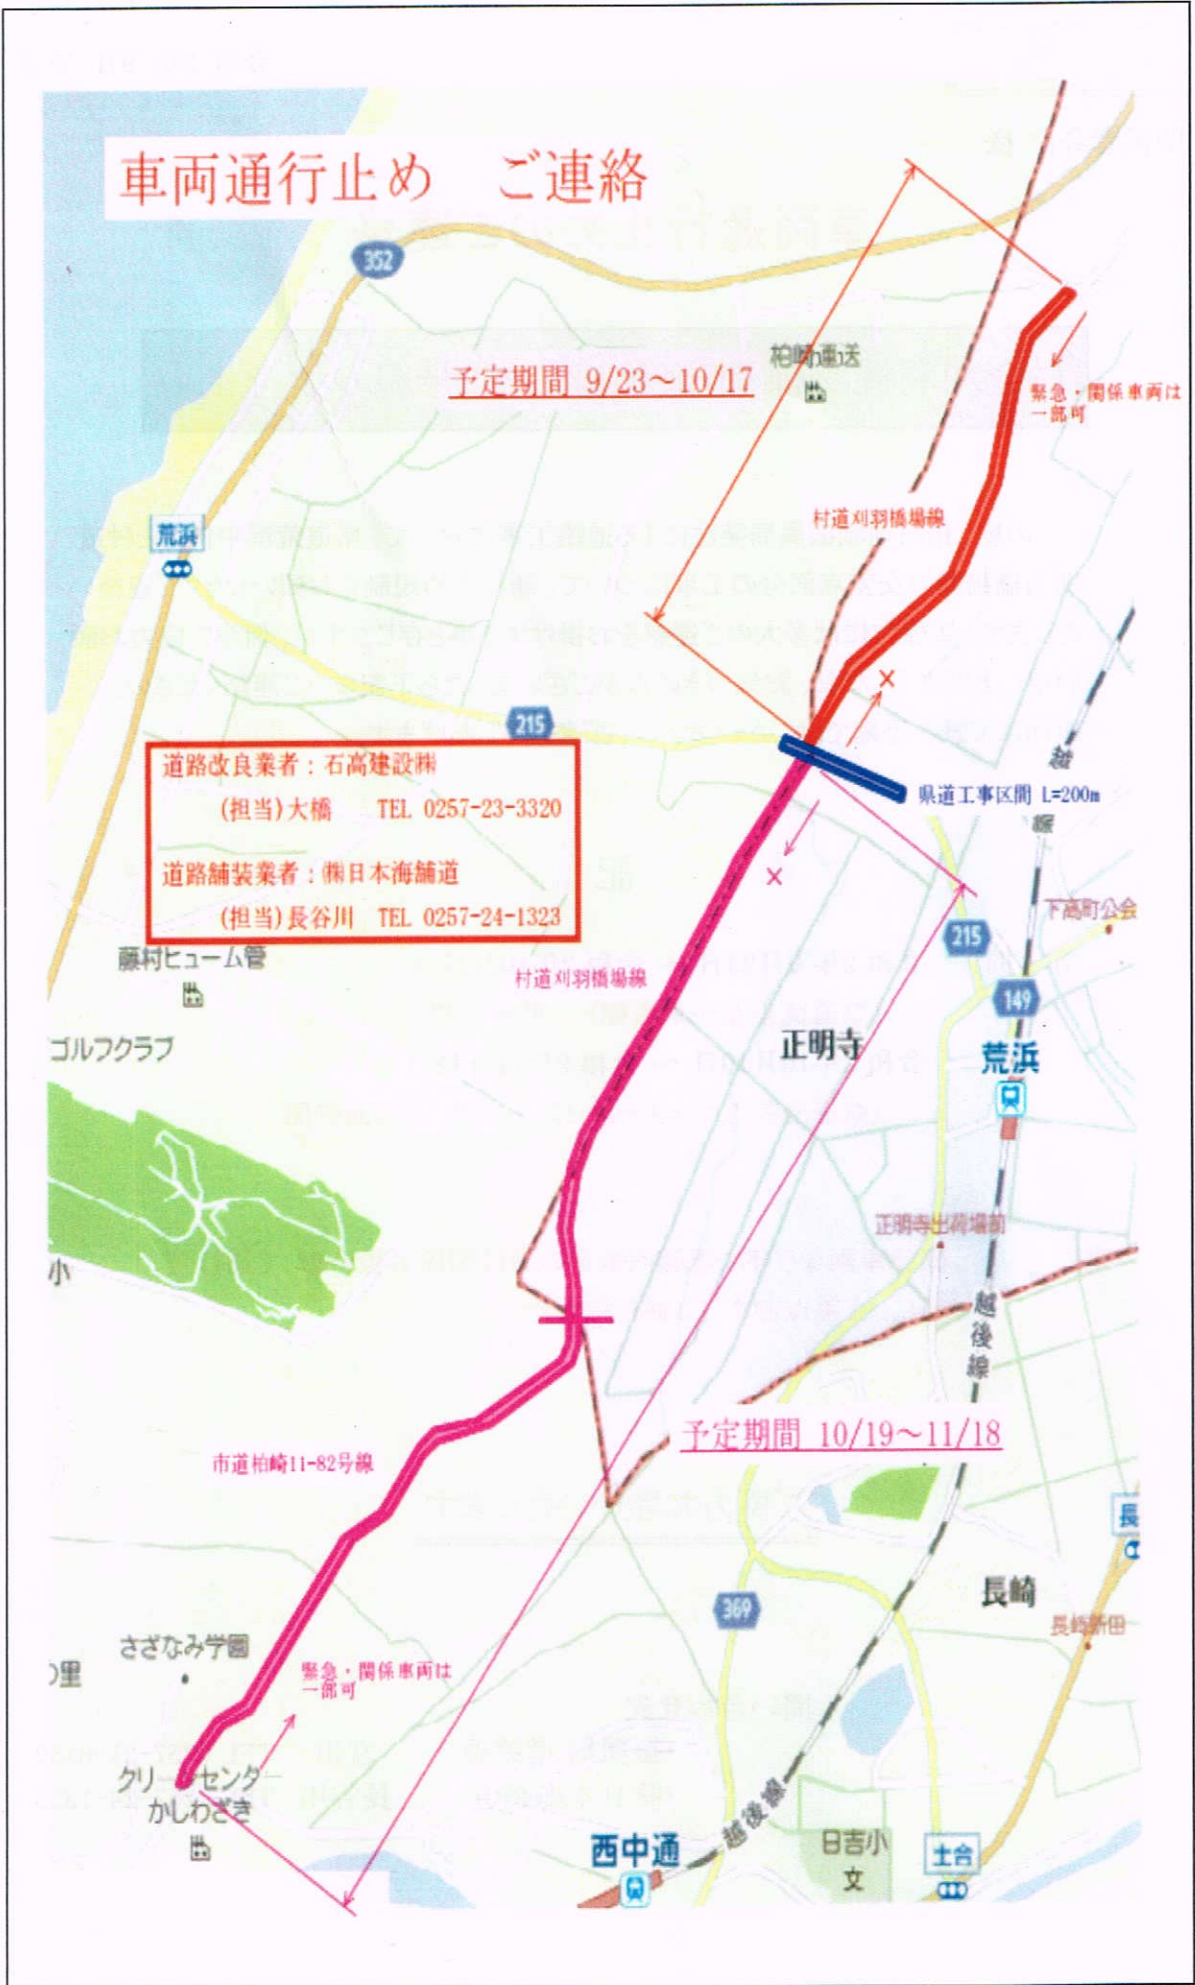 車両通行止め ご連絡
352
予定期間 9/23～10/17
柏崎運送
緊急・関係車両は
一部可
村道刈羽橋場線
荒浜
×
215
道路改良業者：石高建設㈱
(担当)大橋 TEL 0257-23-3320
道路舗装業者：㈱日本海舗道
(担当)長谷川 TEL 0257-24-1323
県道工事区間 L=200m
越
線
×
下高町公会
215
149
藤村ヒューム管
村道刈羽橋場線
ゴルフクラブ
正明寺
荒浜
正明寺出荷場前
小
越後線
予定期間 10/19～11/18
市道柏崎11-82号線
長
369
長崎
長崎新田
さざなみ学園
の里
緊急・関係車両は
一部可
クリーンセンター
かしわざき
越後線
西中通
日吉小
文
土合